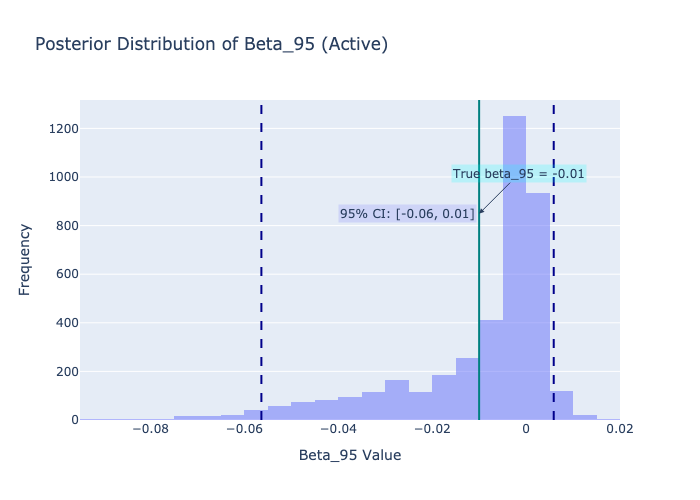 Posterior Distribution of Beta_95 (Active)
1200
1000
800
600
400
200
0
Frequency
True beta_95 = -0.01
95% CI: [-0.06, 0.01]
−0.08
−0.06
−0.04
−0.02
0
0.02
Beta_95 Value